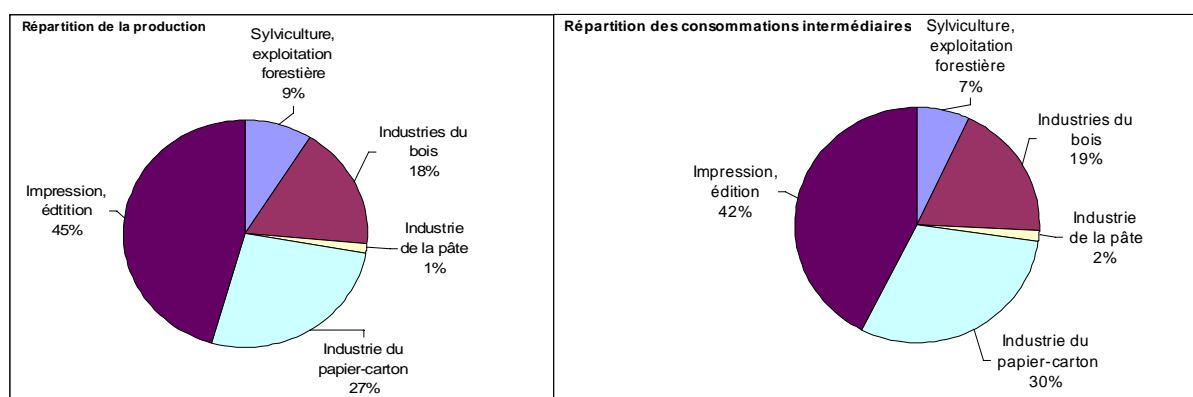 Répartition de la production
Sylviculture,
exploitation
forestière
9%
Industries du
bois
18%
Industrie
de la pâte
1%
Industrie du
papier-carton
27%
Impression,
édtition
45%
Répartition des consommations intermédiaires
Sylviculture,
exploitation
forestière
7%
Industries du
bois
19%
Industrie
de la pâte
2%
Industrie du
papier-carton
30%
Impression,
édition
42%